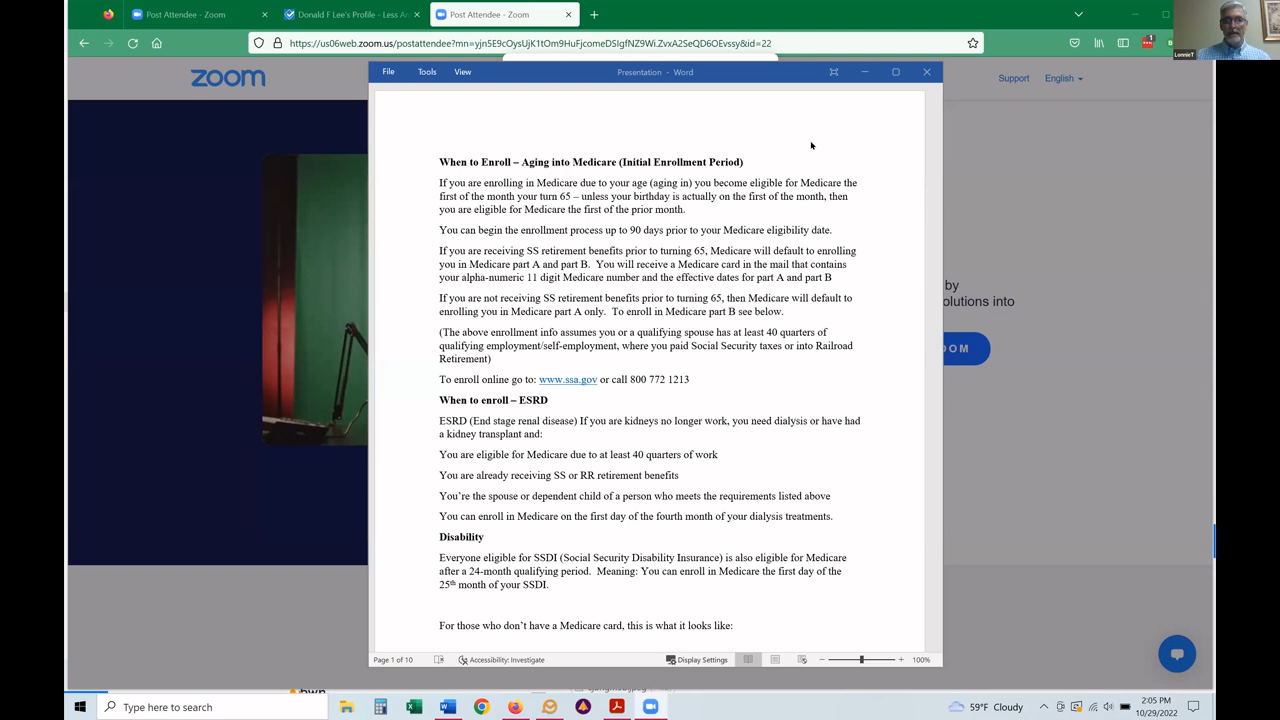 Post Attendee - Zoom
Donald F Lee's Profile - Less An
Post Attendee - Zoom
https://us06web.zoom.us/postattendee?mn=yjn5E9cOysUjK1tOm9HuFjcomeDSIgfNZ9Wi.ZvxA2SeQD6OEvssy&id=22
1
LonnieT
zoom
Support
English
File
Tools
View
Presentation - Word
When to Enroll – Aging into Medicare (Initial Enrollment Period)
If you are enrolling in Medicare due to your age (aging in) you become eligible for Medicare the
first of the month your turn 65 – unless your birthday is actually on the first of the month, then
you are eligible for Medicare the first of the prior month.
You can begin the enrollment process up to 90 days prior to your Medicare eligibility date.
If you are receiving SS retirement benefits prior to turning 65, Medicare will default to enrolling
you in Medicare part A and part B.  You will receive a Medicare card in the mail that contains
your alpha-numeric 11 digit Medicare number and the effective dates for part A and part B
If you are not receiving SS retirement benefits prior to turning 65, then Medicare will default to
enrolling you in Medicare part A only.  To enroll in Medicare part B see below.
(The above enrollment info assumes you or a qualifying spouse has at least 40 quarters of
qualifying employment/self-employment, where you paid Social Security taxes or into Railroad
Retirement)
To enroll online go to: www.ssa.gov or call 800 772 1213
When to enroll – ESRD
ESRD (End stage renal disease) If you are kidneys no longer work, you need dialysis or have had
a kidney transplant and:
You are eligible for Medicare due to at least 40 quarters of work
You are already receiving SS or RR retirement benefits
You're the spouse or dependent child of a person who meets the requirements listed above
You can enroll in Medicare on the first day of the fourth month of your dialysis treatments.
Disability
Everyone eligible for SSDI (Social Security Disability Insurance) is also eligible for Medicare
after a 24-month qualifying period.  Meaning: You can enroll in Medicare the first day of the
25th month of your SSDI.
For those who don't have a Medicare card, this is what it looks like:
by
olutions into
OM
Page 1 of 10
Accessibility: Investigate
Display Settings
100%
Type here to search
59°F Cloudy
2:05 PM
10/29/2022